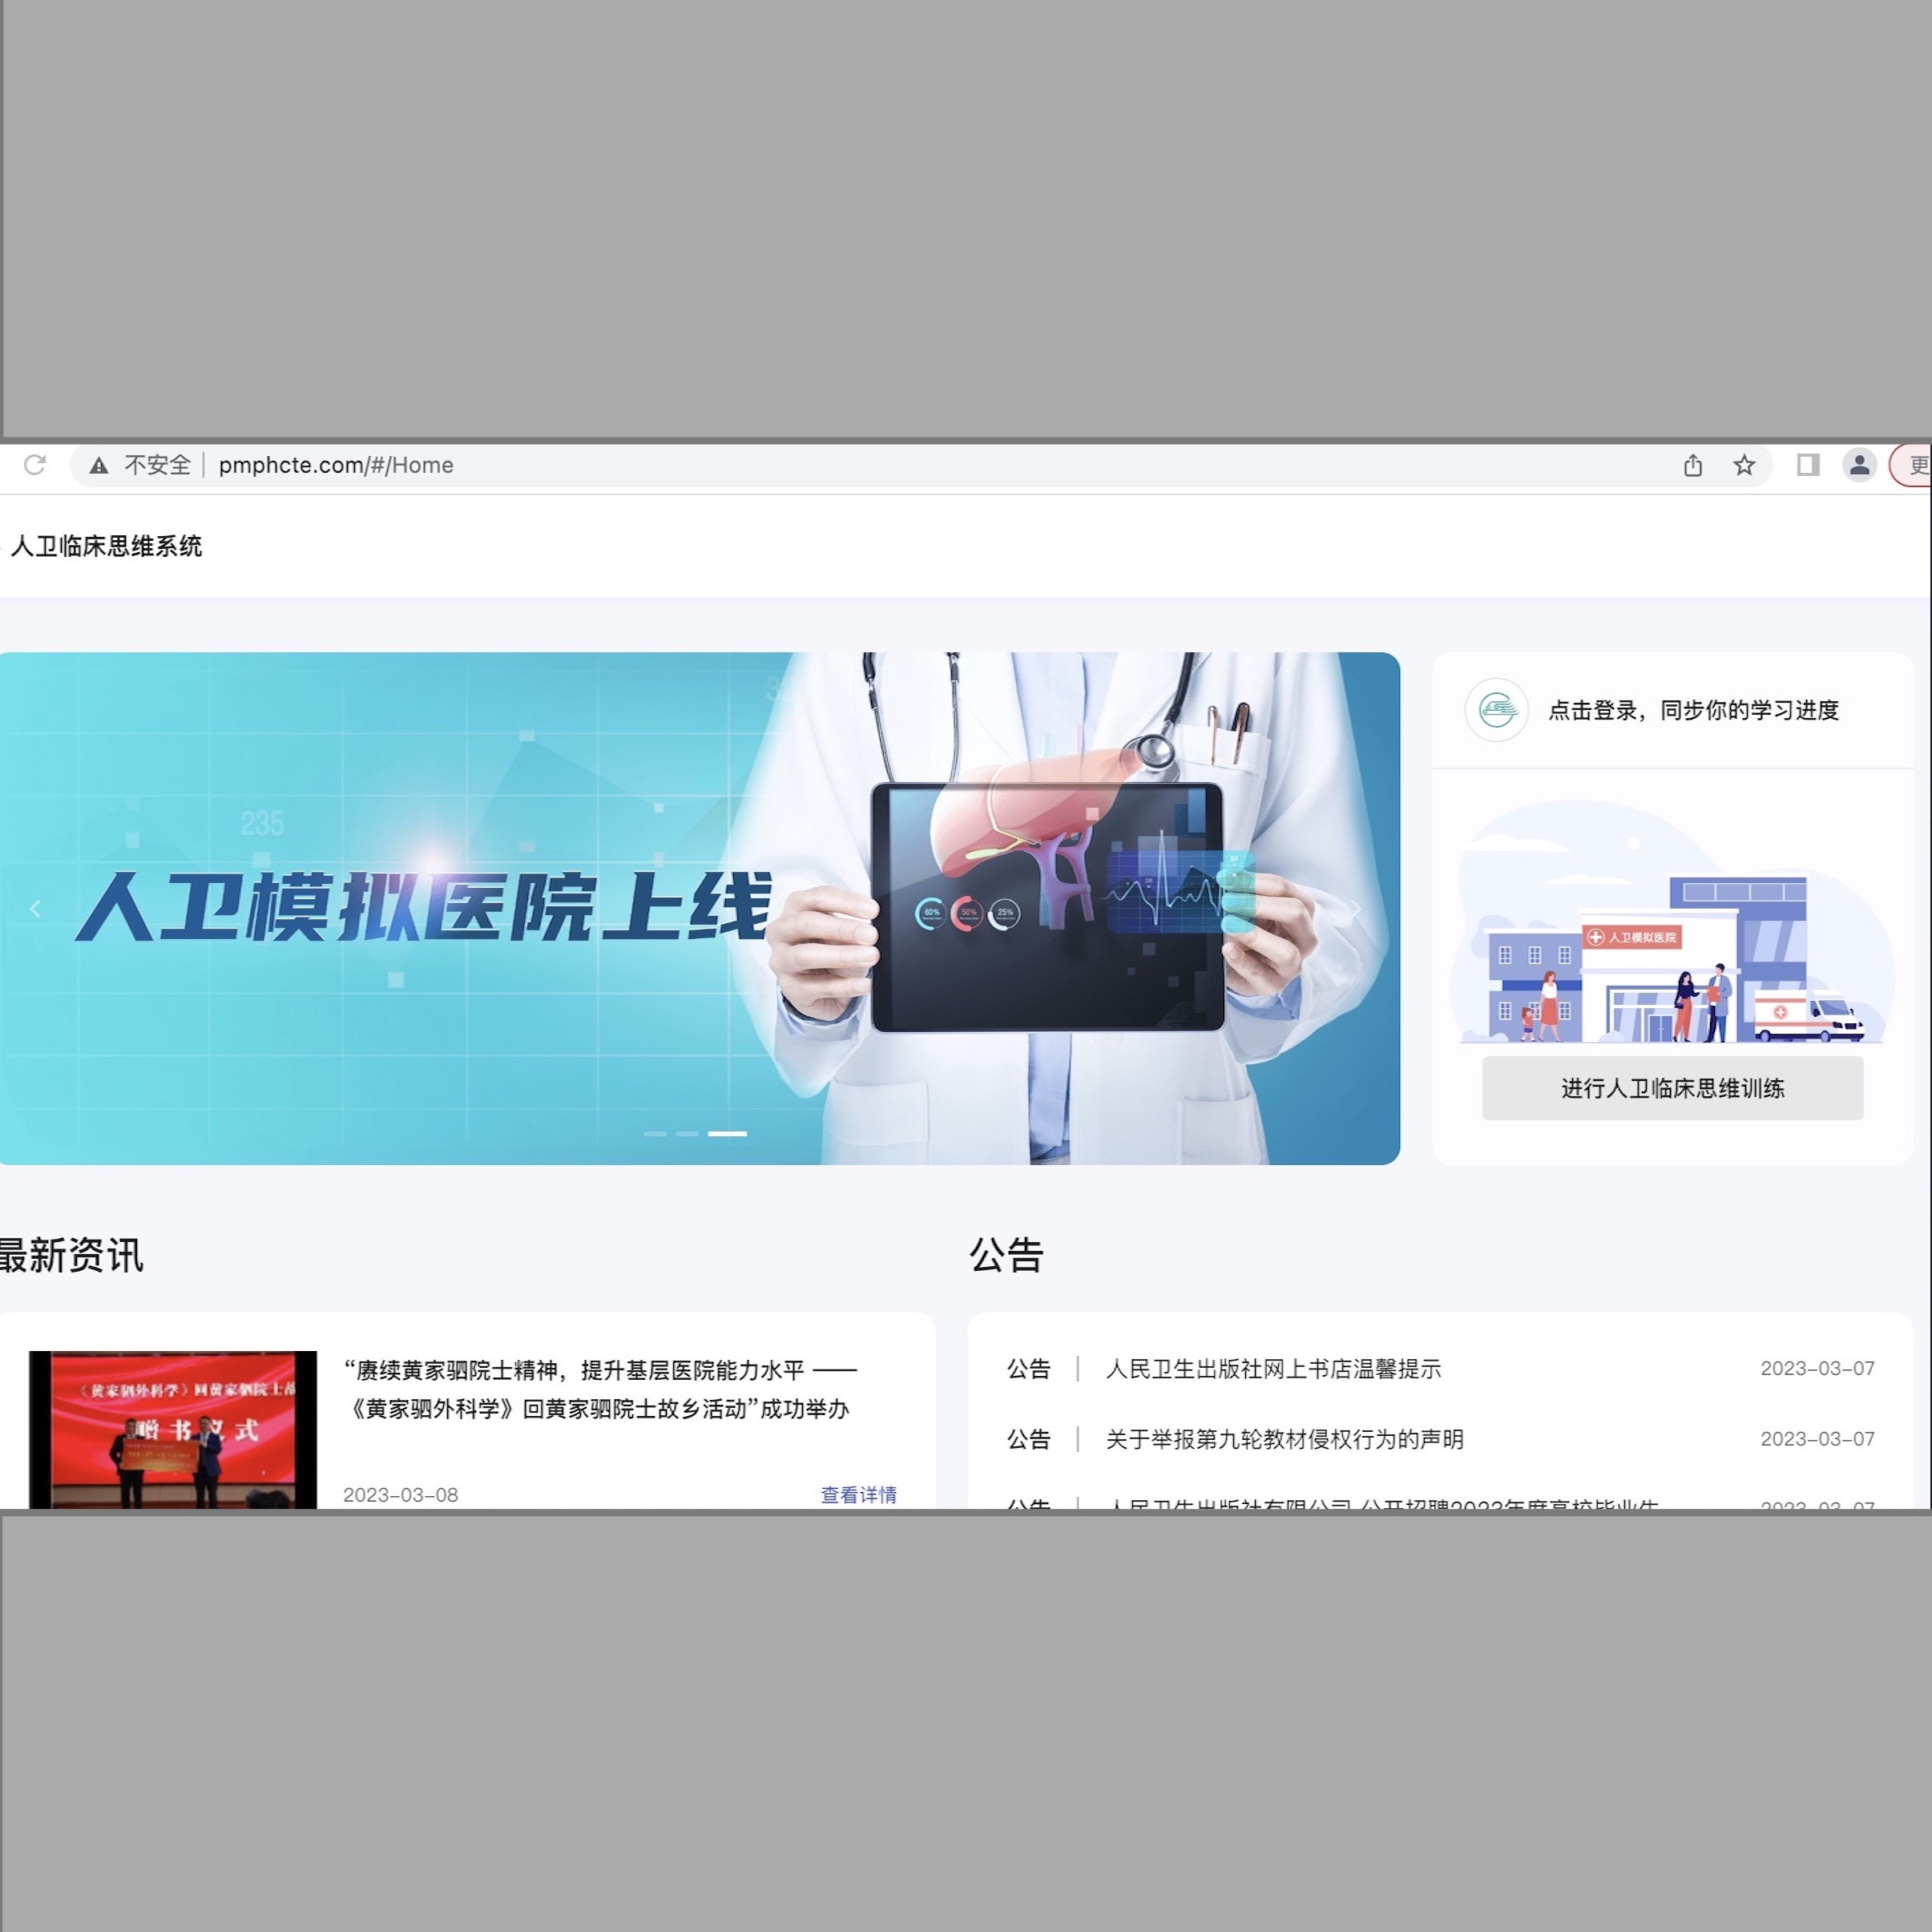 不安全 pmphcte.com/#/Home
人卫临床思维系统
235
人卫模拟医院上线
60% 50% 25%
点击登录，同步你的学习进度
人卫模拟医院
进行人卫临床思维训练
最新资讯
公告
《黄家驷外科学》回黄家驷院士故
赠书仪式
“赓续黄家驷院士精神，提升基层医院能力水平 ——
《黄家驷外科学》回黄家驷院士故乡活动”成功举办
2023-03-08 查看详情
公告 人民卫生出版社网上书店温馨提示 2023-03-07
公告 关于举报第九轮教材侵权行为的声明 2023-03-07
公告 人民卫生出版社有限公司 公开招聘2023年度高校毕业生 2023-03-07